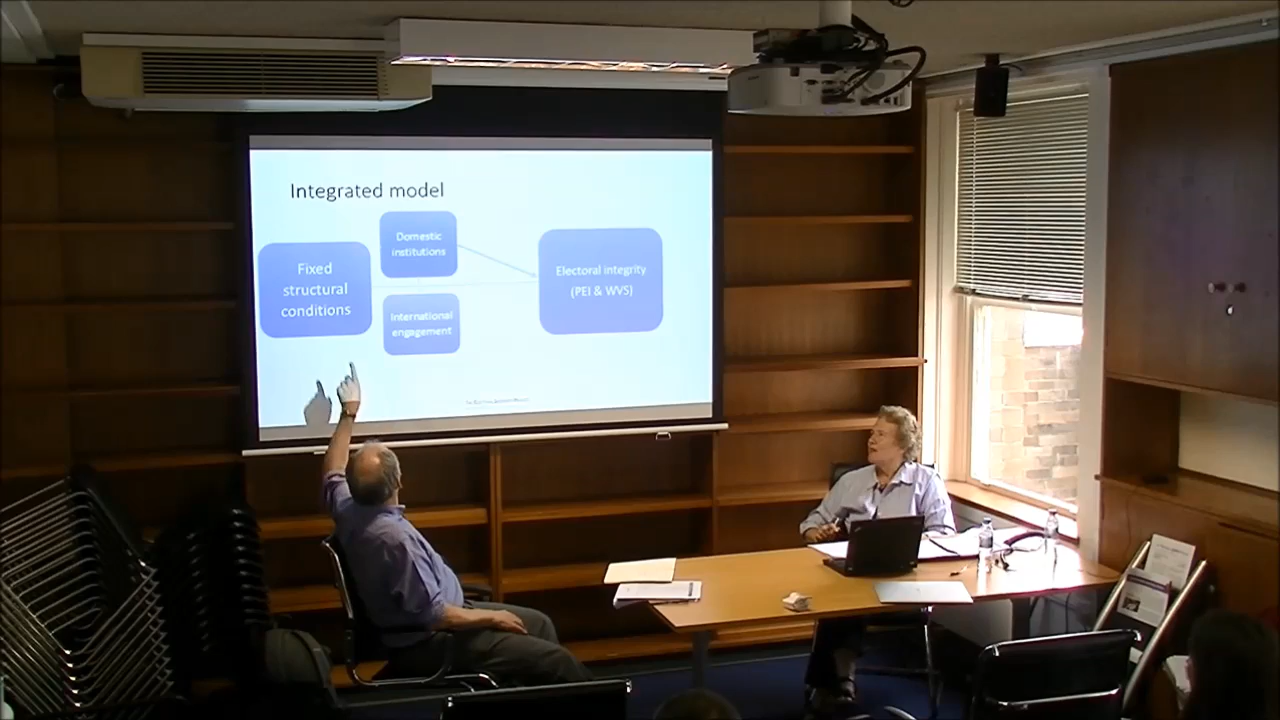 Integrated model
Domestic
institutions
Fixed
structural
conditions
International
engagement
Electoral integrity
(PEI & WVS)